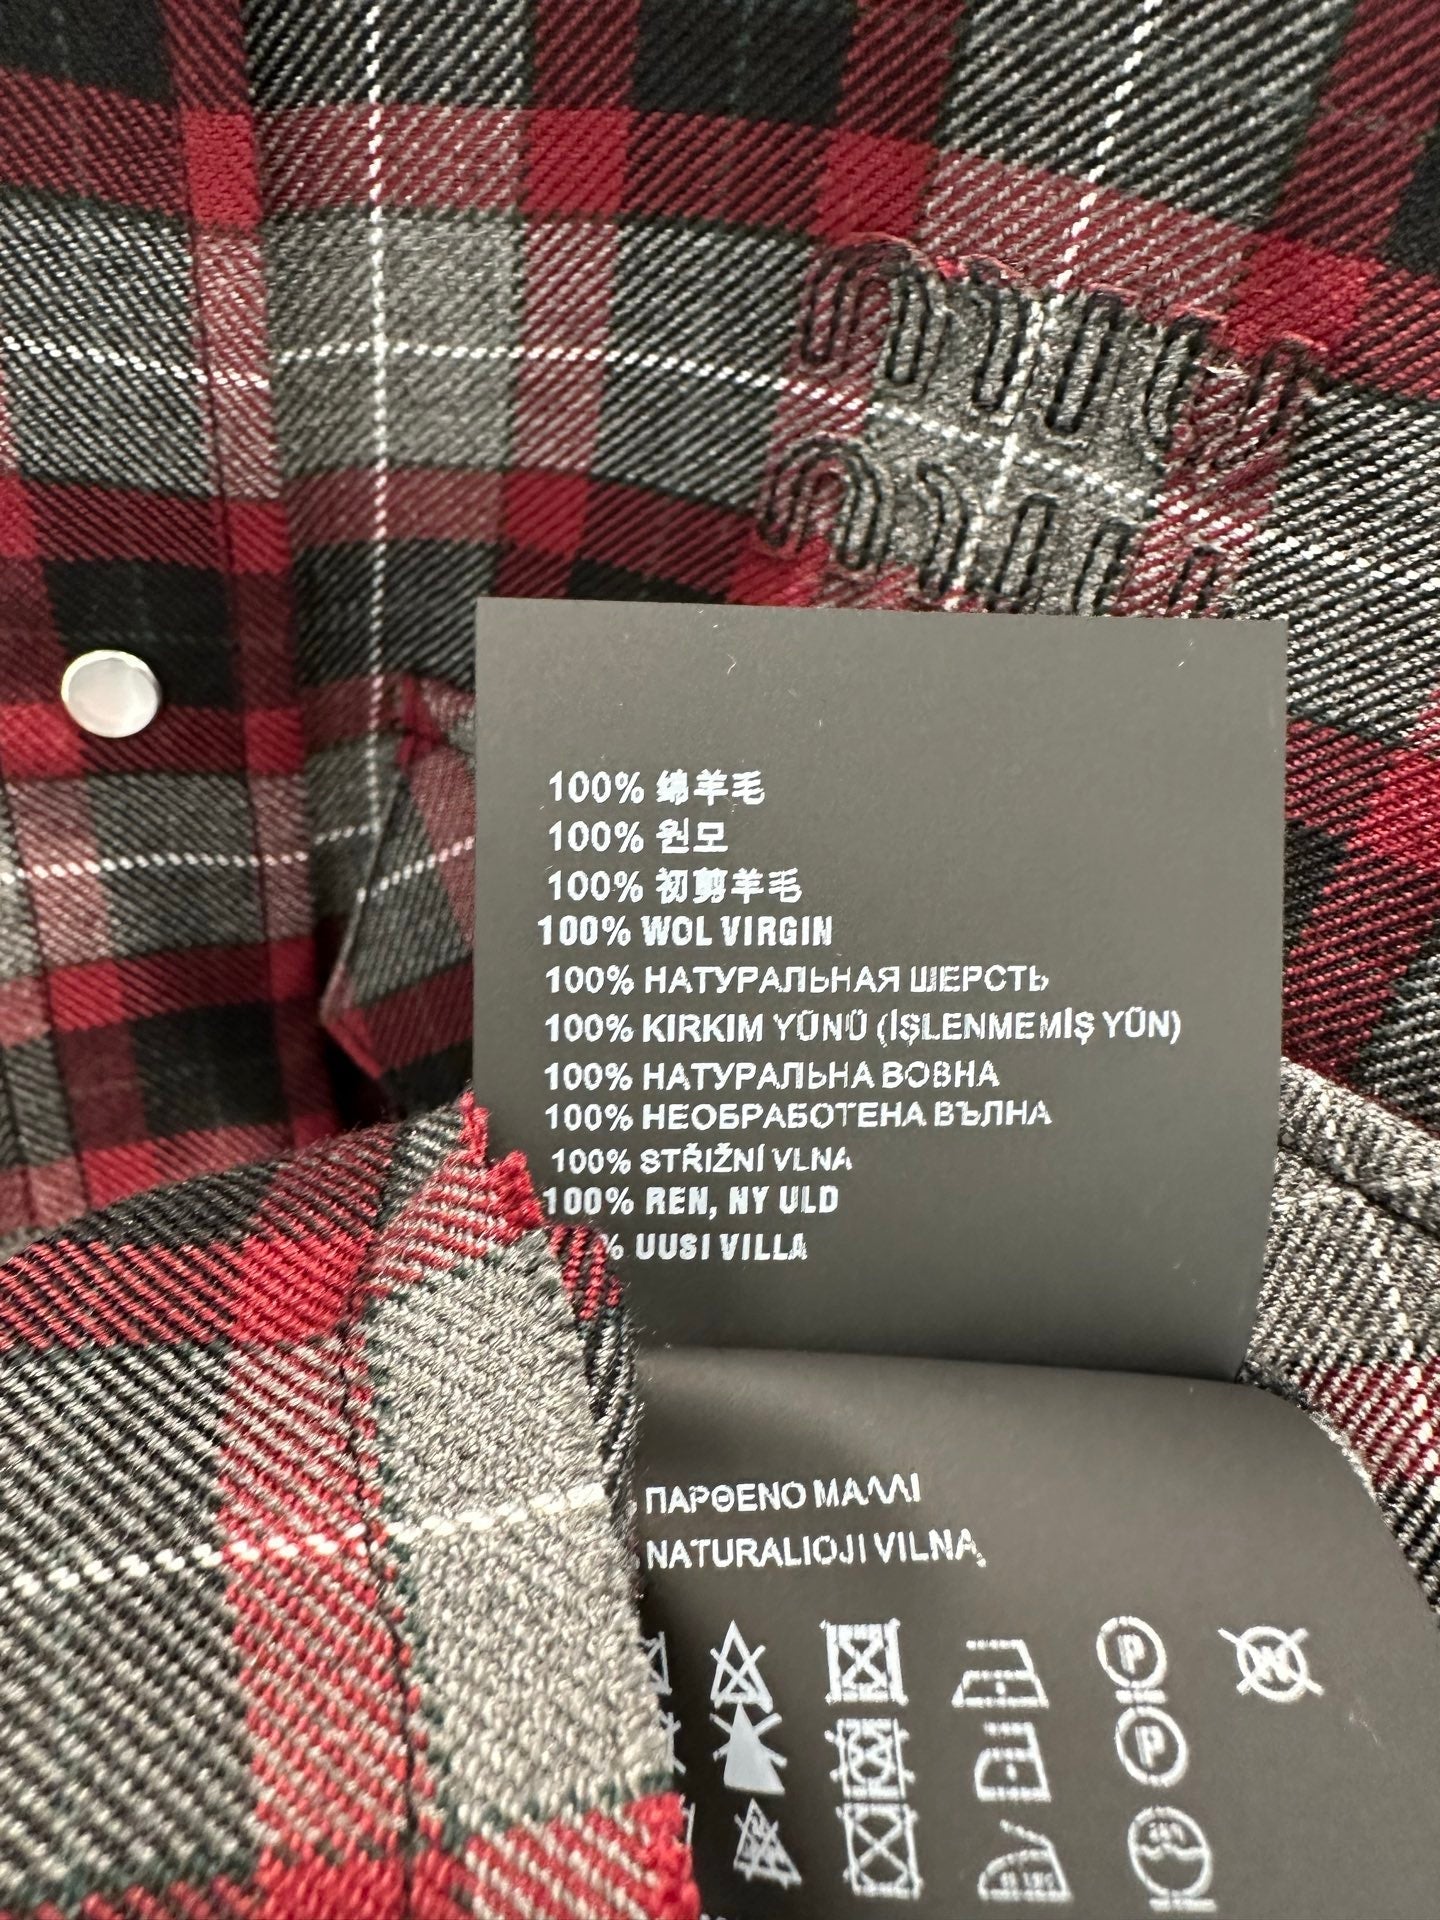 100% 绵羊毛
100% 원모
100% 初剪羊毛
100% WOL VIRGIN
100% НАТУРАЛЬНАЯ ШЕРСТЬ
100% KIRKIM YÜNÜ (İŞLENMEMİŞ YÜN)
100% НАТУРАЛЬНА ВОВНА
100% НЕОБРАБОТЕНА ВЪЛНА
100% STŘIŽNÍ VLNA
100% REN, NY ULD
% UUSI VILLA
ΠΑΡΘΕΝΟ ΜΑΛΛΙ
NATURALIOJI VILNA
P
W
P